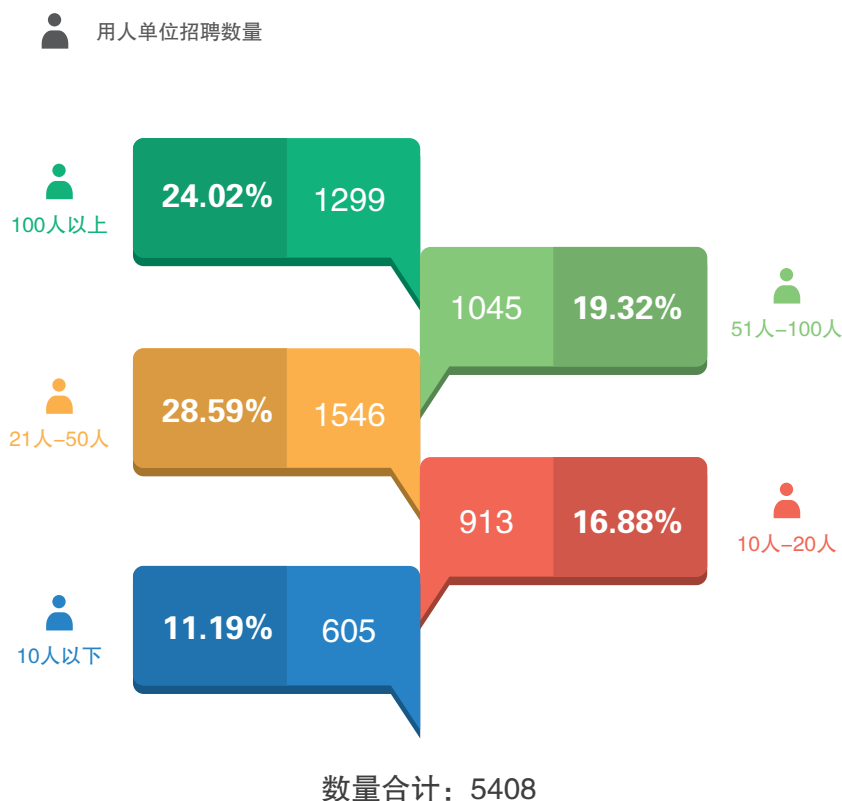 用人单位招聘数量
24.02% 1299
100人以上
1045 19.32%
51人–100人
28.59% 1546
21人–50人
913 16.88%
10人–20人
11.19% 605
10人以下
数量合计：5408